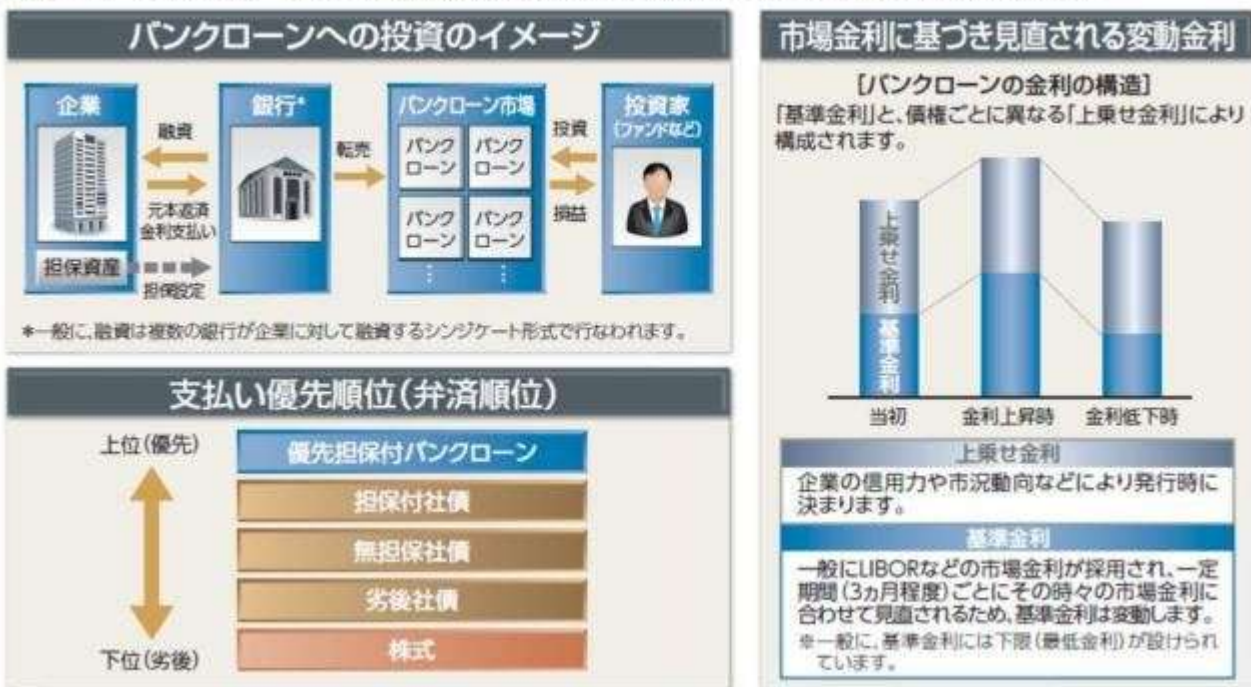 バンクローンへの投資のイメージ
企業
銀行*
バンクローン市場
投資家
(ファンドなど)
融資
元本返済
金利支払い
転売
バンク
ローン
バンク
ローン
バンク
ローン
バンク
ローン
投資
損益
担保資産
担保設定
*一般に、融資は複数の銀行が企業に対して融資するシンジケート形式で行なわれます。
支払い優先順位(弁済順位)
上位(優先)
下位(劣後)
優先担保付バンクローン
担保付社債
無担保社債
劣後社債
株式
市場金利に基づき見直される変動金利
[バンクローンの金利の構造]
「基準金利」と、債権ごとに異なる「上乗せ金利」により
構成されます。
上乗せ金利
基準金利
当初
金利上昇時
金利低下時
上乗せ金利
企業の信用力や市況動向などにより発行時に
決まります。
基準金利
一般にLIBORなどの市場金利が採用され、一定
期間(3ヵ月程度)ごとにその時々の市場金利に
合わせて見直されるため、基準金利は変動します。
※一般に、基準金利には下限(最低金利)が設けられ
ています。